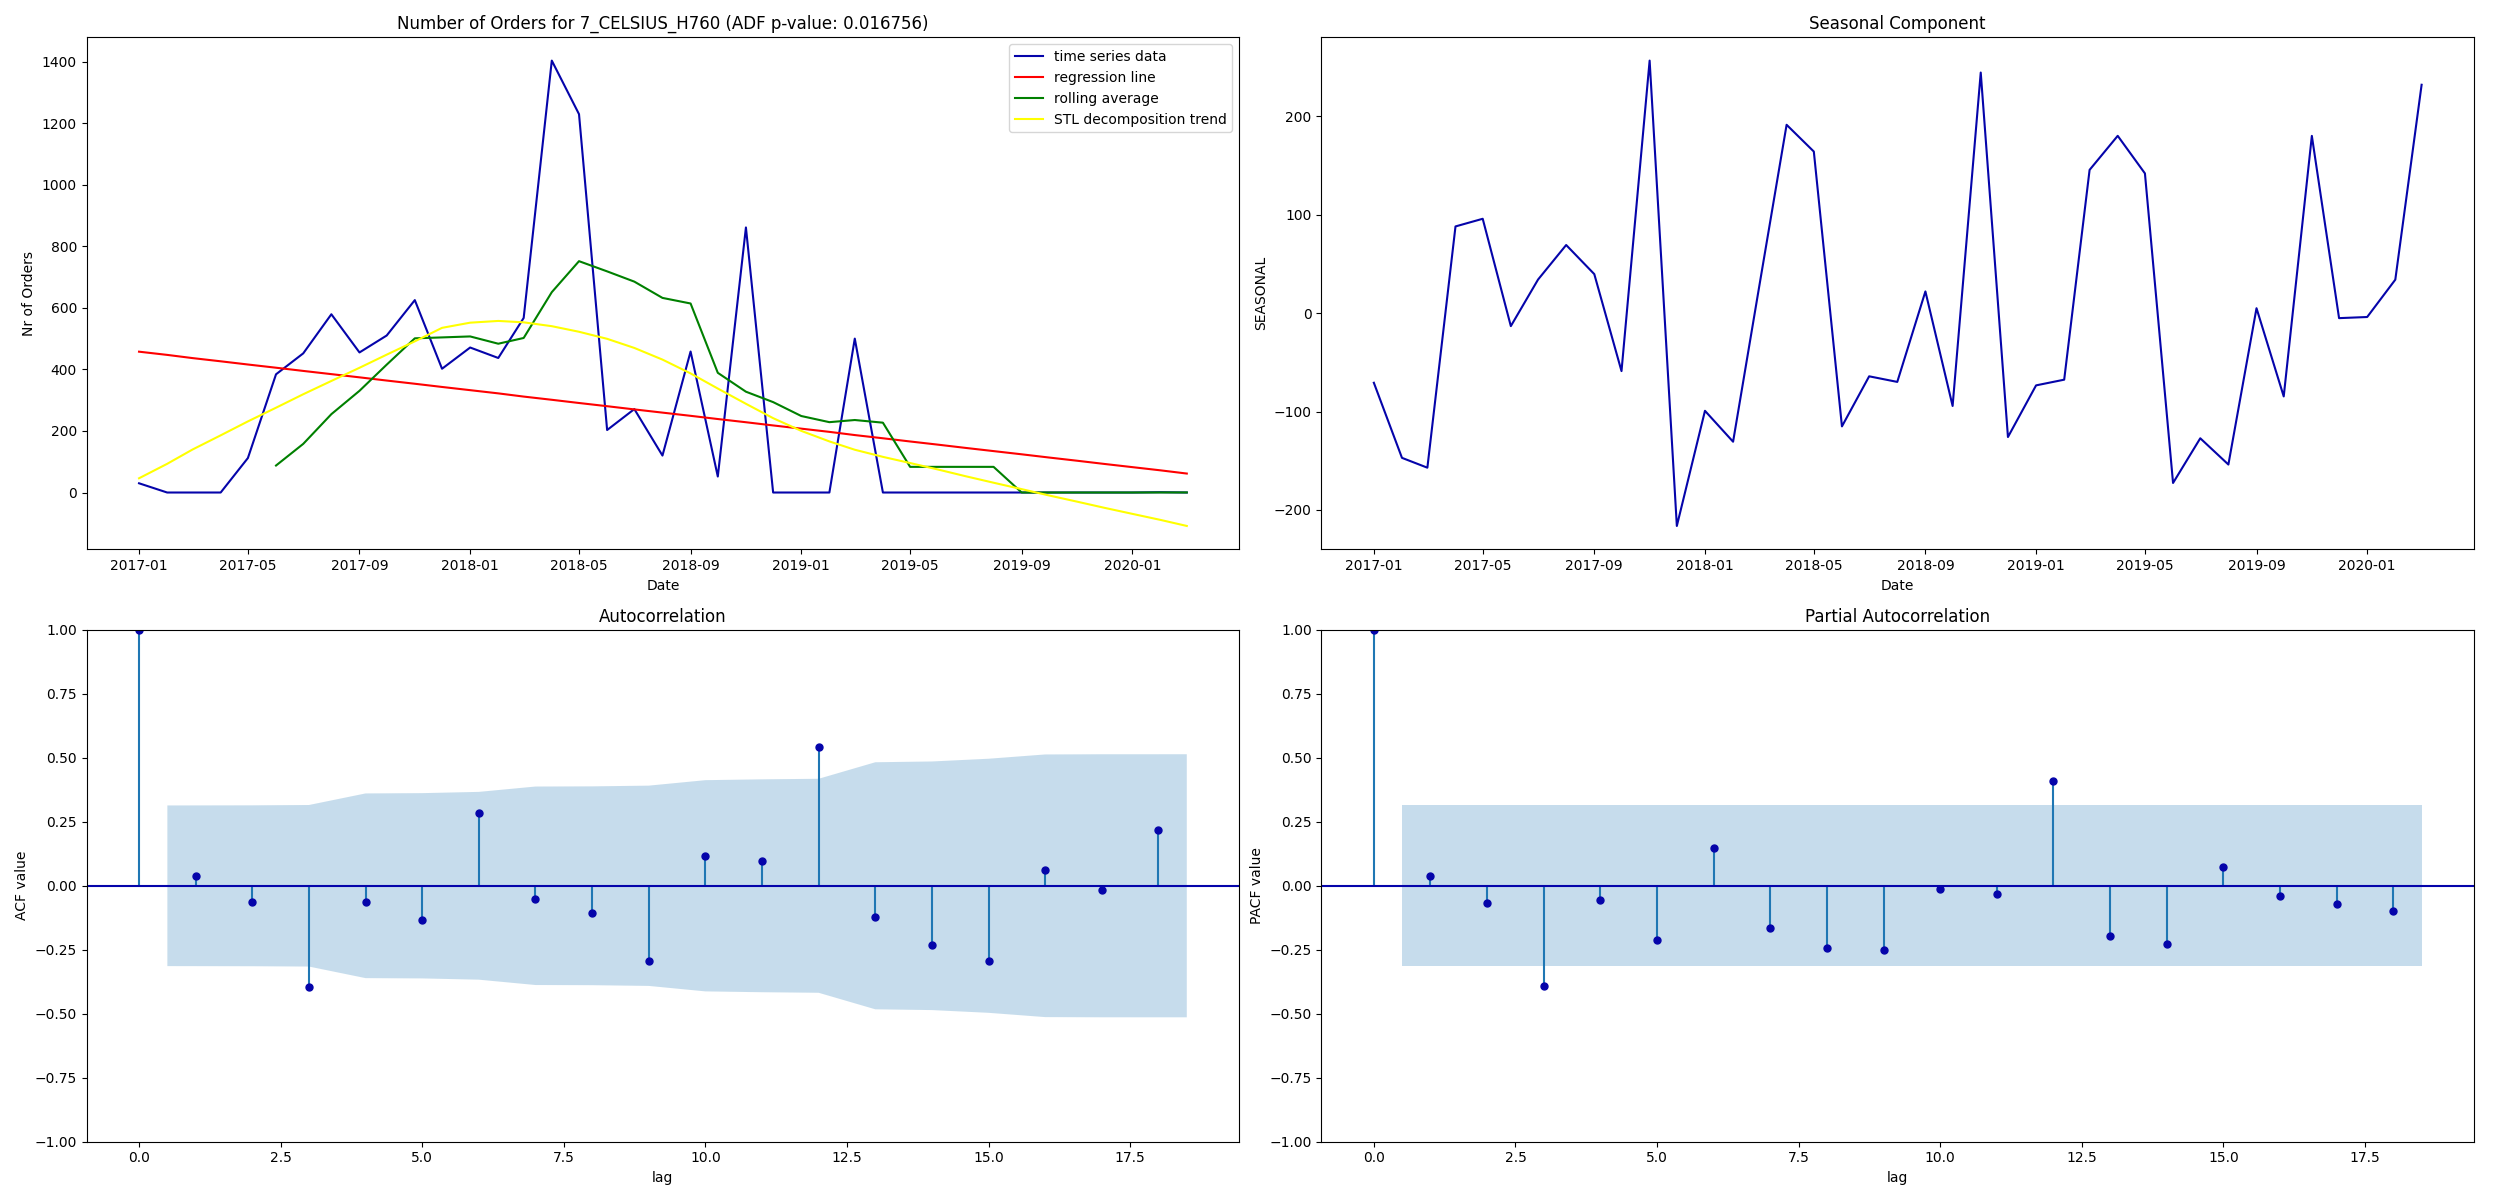 Number of Orders for 7_CELSIUS_H760 (ADF p-value: 0.016756)
1400
1200
1000
800
600
400
200
0
Nr of Orders
time series data
regression line
rolling average
STL decomposition trend
2017-01 2017-05 2017-09 2018-01 2018-05 2018-09 2019-01 2019-05 2019-09 2020-01
Date
Seasonal Component
200
100
0
−100
−200
SEASONAL
2017-01 2017-05 2017-09 2018-01 2018-05 2018-09 2019-01 2019-05 2019-09 2020-01
Date
Autocorrelation
1.00
0.75
0.50
0.25
0.00
−0.25
−0.50
−0.75
−1.00
ACF value
0.0 2.5 5.0 7.5 10.0 12.5 15.0 17.5
lag
Partial Autocorrelation
1.00
0.75
0.50
0.25
0.00
−0.25
−0.50
−0.75
−1.00
PACF value
0.0 2.5 5.0 7.5 10.0 12.5 15.0 17.5
lag